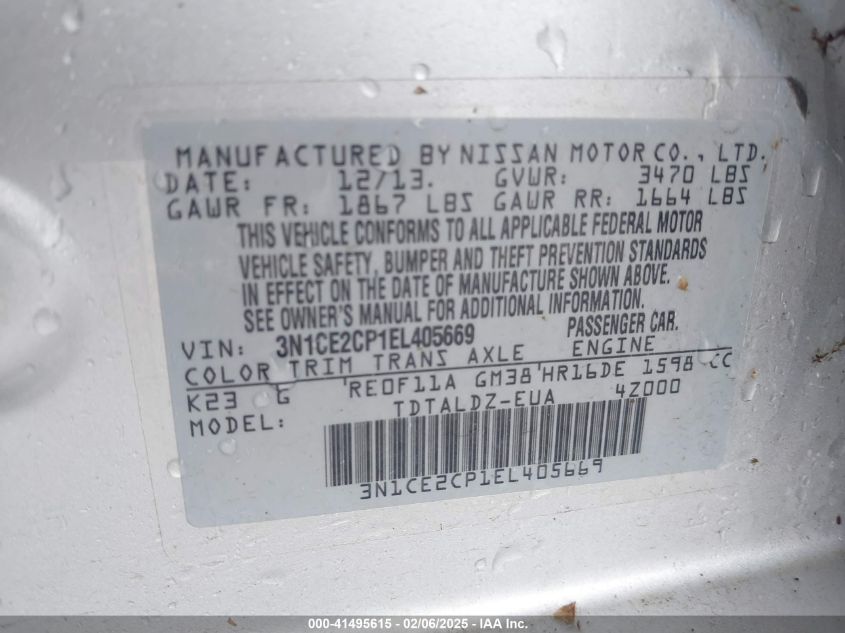 MANUFACTURED BY NISSAN MOTOR CO., LTD.
DATE: 12/13. GVWR: 3470 LBS
GAWR FR: 1867 LBS GAWR RR: 1664 LBS
THIS VEHICLE CONFORMS TO ALL APPLICABLE FEDERAL MOTOR
VEHICLE SAFETY, BUMPER AND THEFT PREVENTION STANDARDS
IN EFFECT ON THE DATE OF MANUFACTURE SHOWN ABOVE.
SEE OWNER'S MANUAL FOR ADDITIONAL INFORMATION.
VIN: 3N1CE2CP1EL405669 PASSENGER CAR.
COLOR TRIM TRANS AXLE ENGINE
K23 G RE0F11A GM38 HR16DE 1598 CC
MODEL: TDTALDZ-EUA 4Z000
3N1CE2CP1EL405669
000-41495615 - 02/06/2025 - IAA Inc.